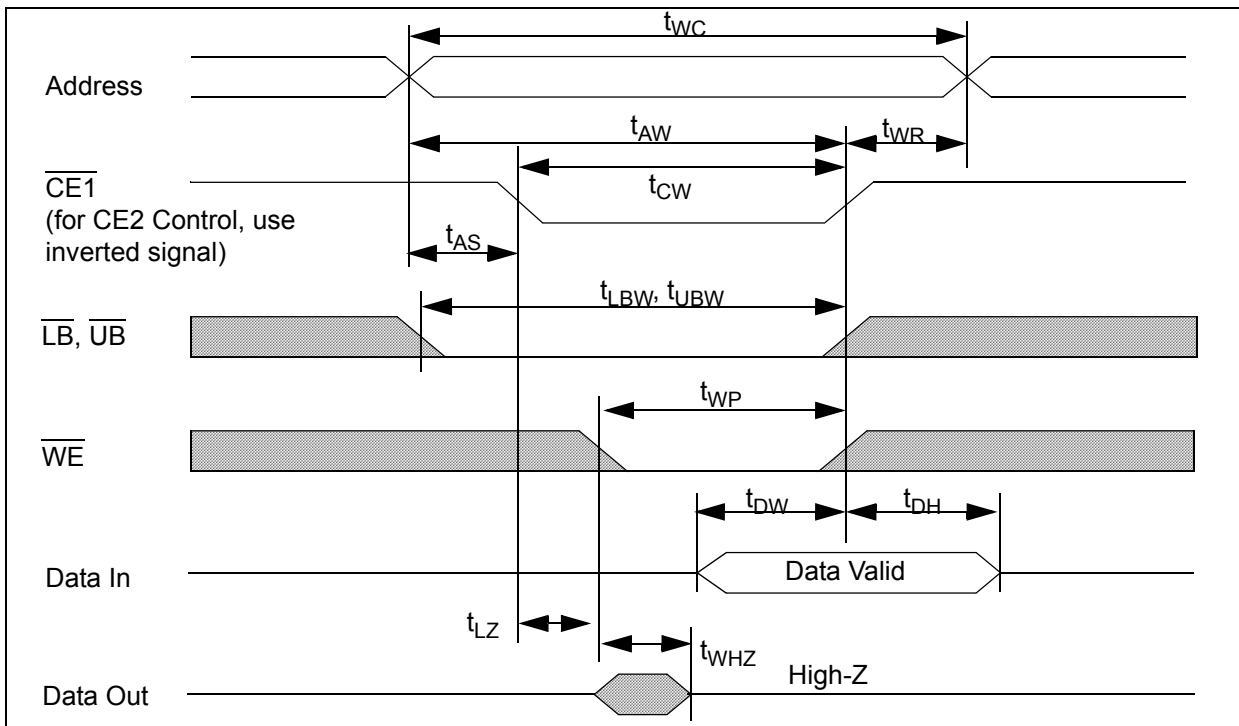 tWC
Address
tAW
tWR
CE1
(for CE2 Control, use
inverted signal)
tCW
tAS
tLBW, tUBW
LB, UB
tWP
WE
tDW
tDH
Data In
Data Valid
tLZ
tWHZ
High-Z
Data Out